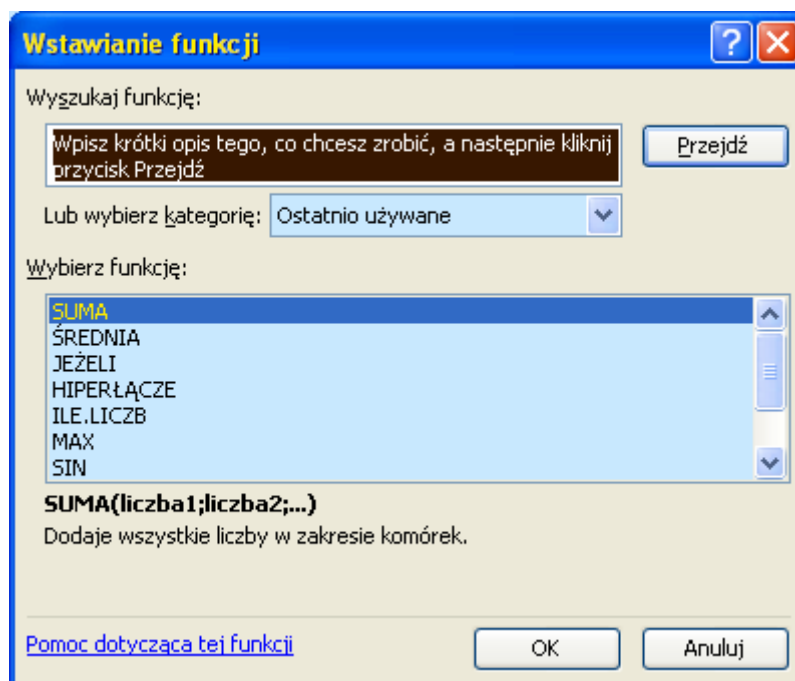 Wstawianie funkcji
Wyszukaj funkcję:
Wpisz krótki opis tego, co chcesz zrobić, a następnie kliknij
przycisk Przejdź
Przejdź
Lub wybierz kategorię: Ostatnio używane
Wybierz funkcję:
SUMA
ŚREDNIA
JEŻELI
HIPERŁĄCZE
ILE.LICZB
MAX
SIN
SUMA(liczba1;liczba2;...)
Dodaje wszystkie liczby w zakresie komórek.
Pomoc dotycząca tej funkcji
OK
Anuluj